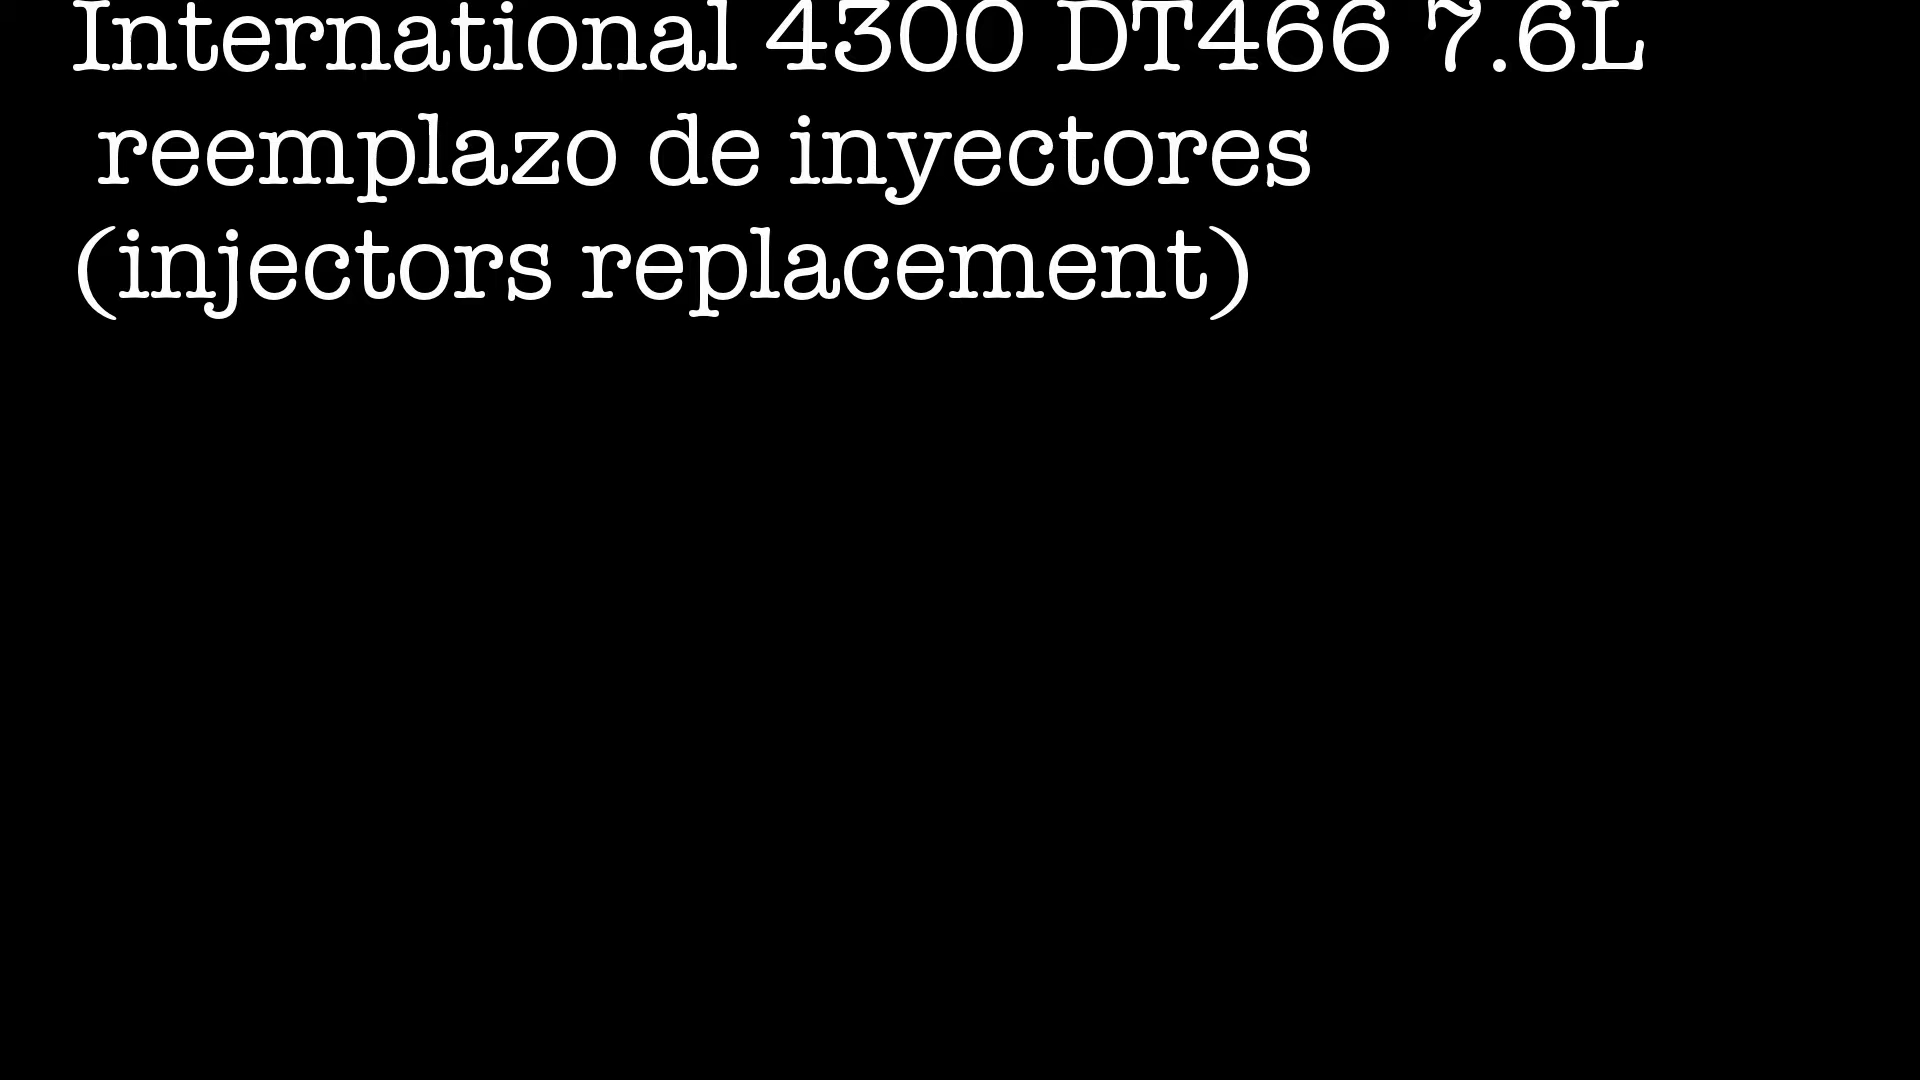 International 4300 DT466 7.6L
reemplazo de inyectores
(injectors replacement)